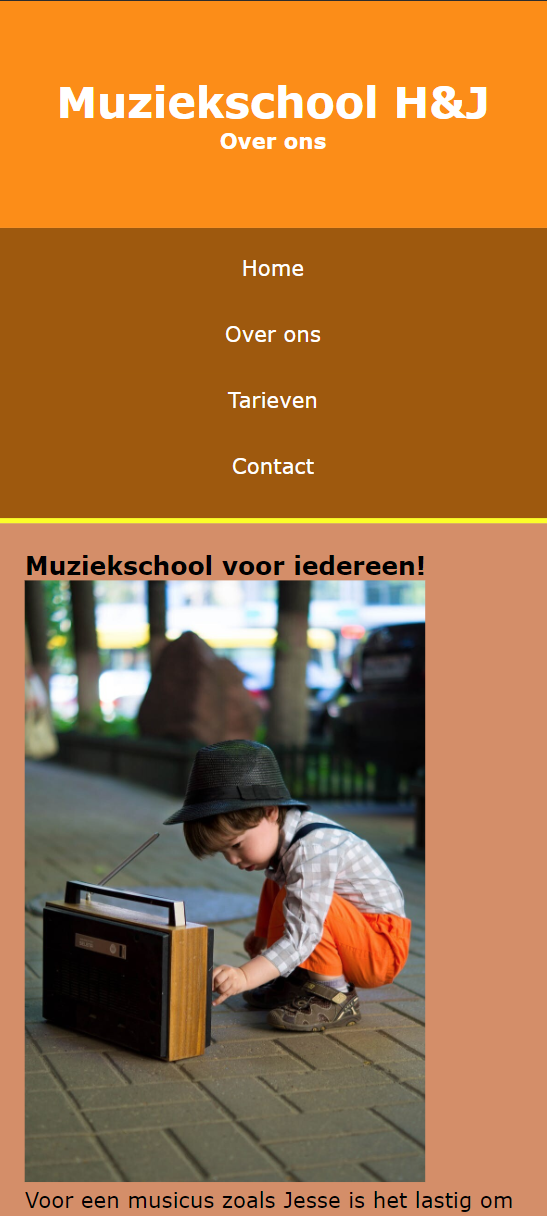 Muziekschool H&J
Over ons
Home
Over ons
Tarieven
Contact
Muziekschool voor iedereen!
Voor een musicus zoals Jesse is het lastig om